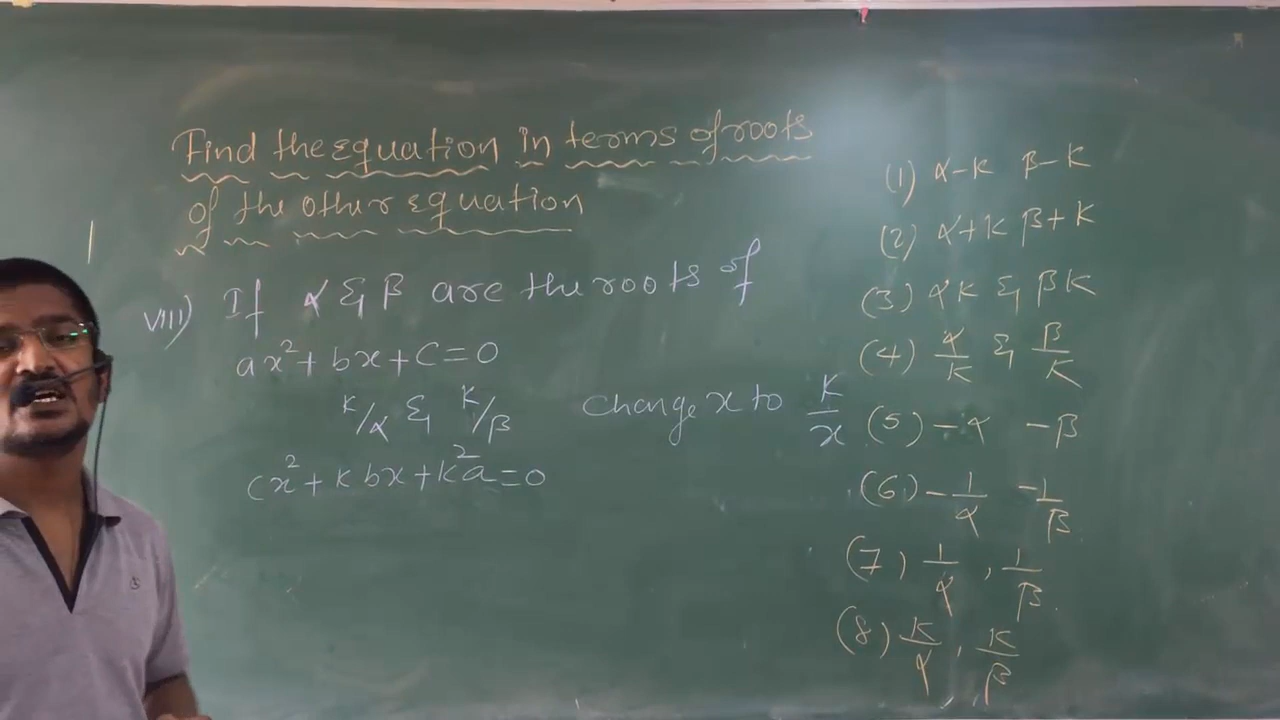 Find the equation in terms of roots
of the other equation
VIII) If α & β are the roots of
ax²+bx+c=0
k/α & k/β change x to k/x
cx²+kbx+k²a=0
(1) α-k β-k
(2) α+k β+k
(3) αk & βk
(4) α/k & β/k
(5) -α -β
(6) -1/α -1/β
(7) 1/α, 1/β
(8) k/α, k/β